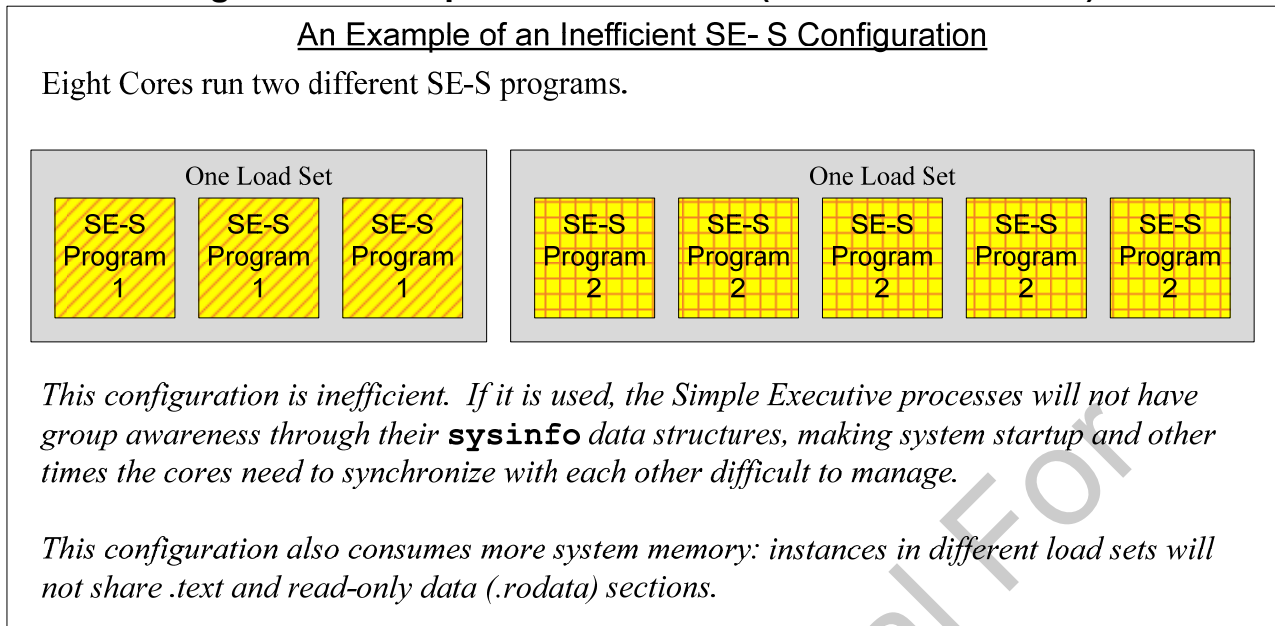 An Example of an Inefficient SE- S Configuration
Eight Cores run two different SE-S programs.
One Load Set
SE-S Program 1
SE-S Program 1
SE-S Program 1
One Load Set
SE-S Program 2
SE-S Program 2
SE-S Program 2
SE-S Program 2
SE-S Program 2
This configuration is inefficient. If it is used, the Simple Executive processes will not have
group awareness through their sysinfo data structures, making system startup and other
times the cores need to synchronize with each other difficult to manage.
This configuration also consumes more system memory: instances in different load sets will
not share .text and read-only data (.rodata) sections.
For